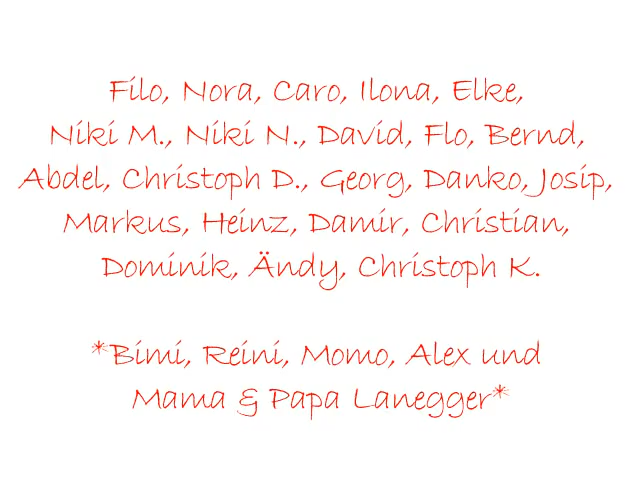 Filo, Nora, Caro, Ilona, Elke,
Niki M., Niki N., David, Flo, Bernd,
Abdel, Christoph D., Georg, Danko, Josip,
Markus, Heinz, Damir, Christian,
Dominik, Ändy, Christoph K.
*Bimi, Reini, Momo, Alex und
Mama & Papa Lanegger*